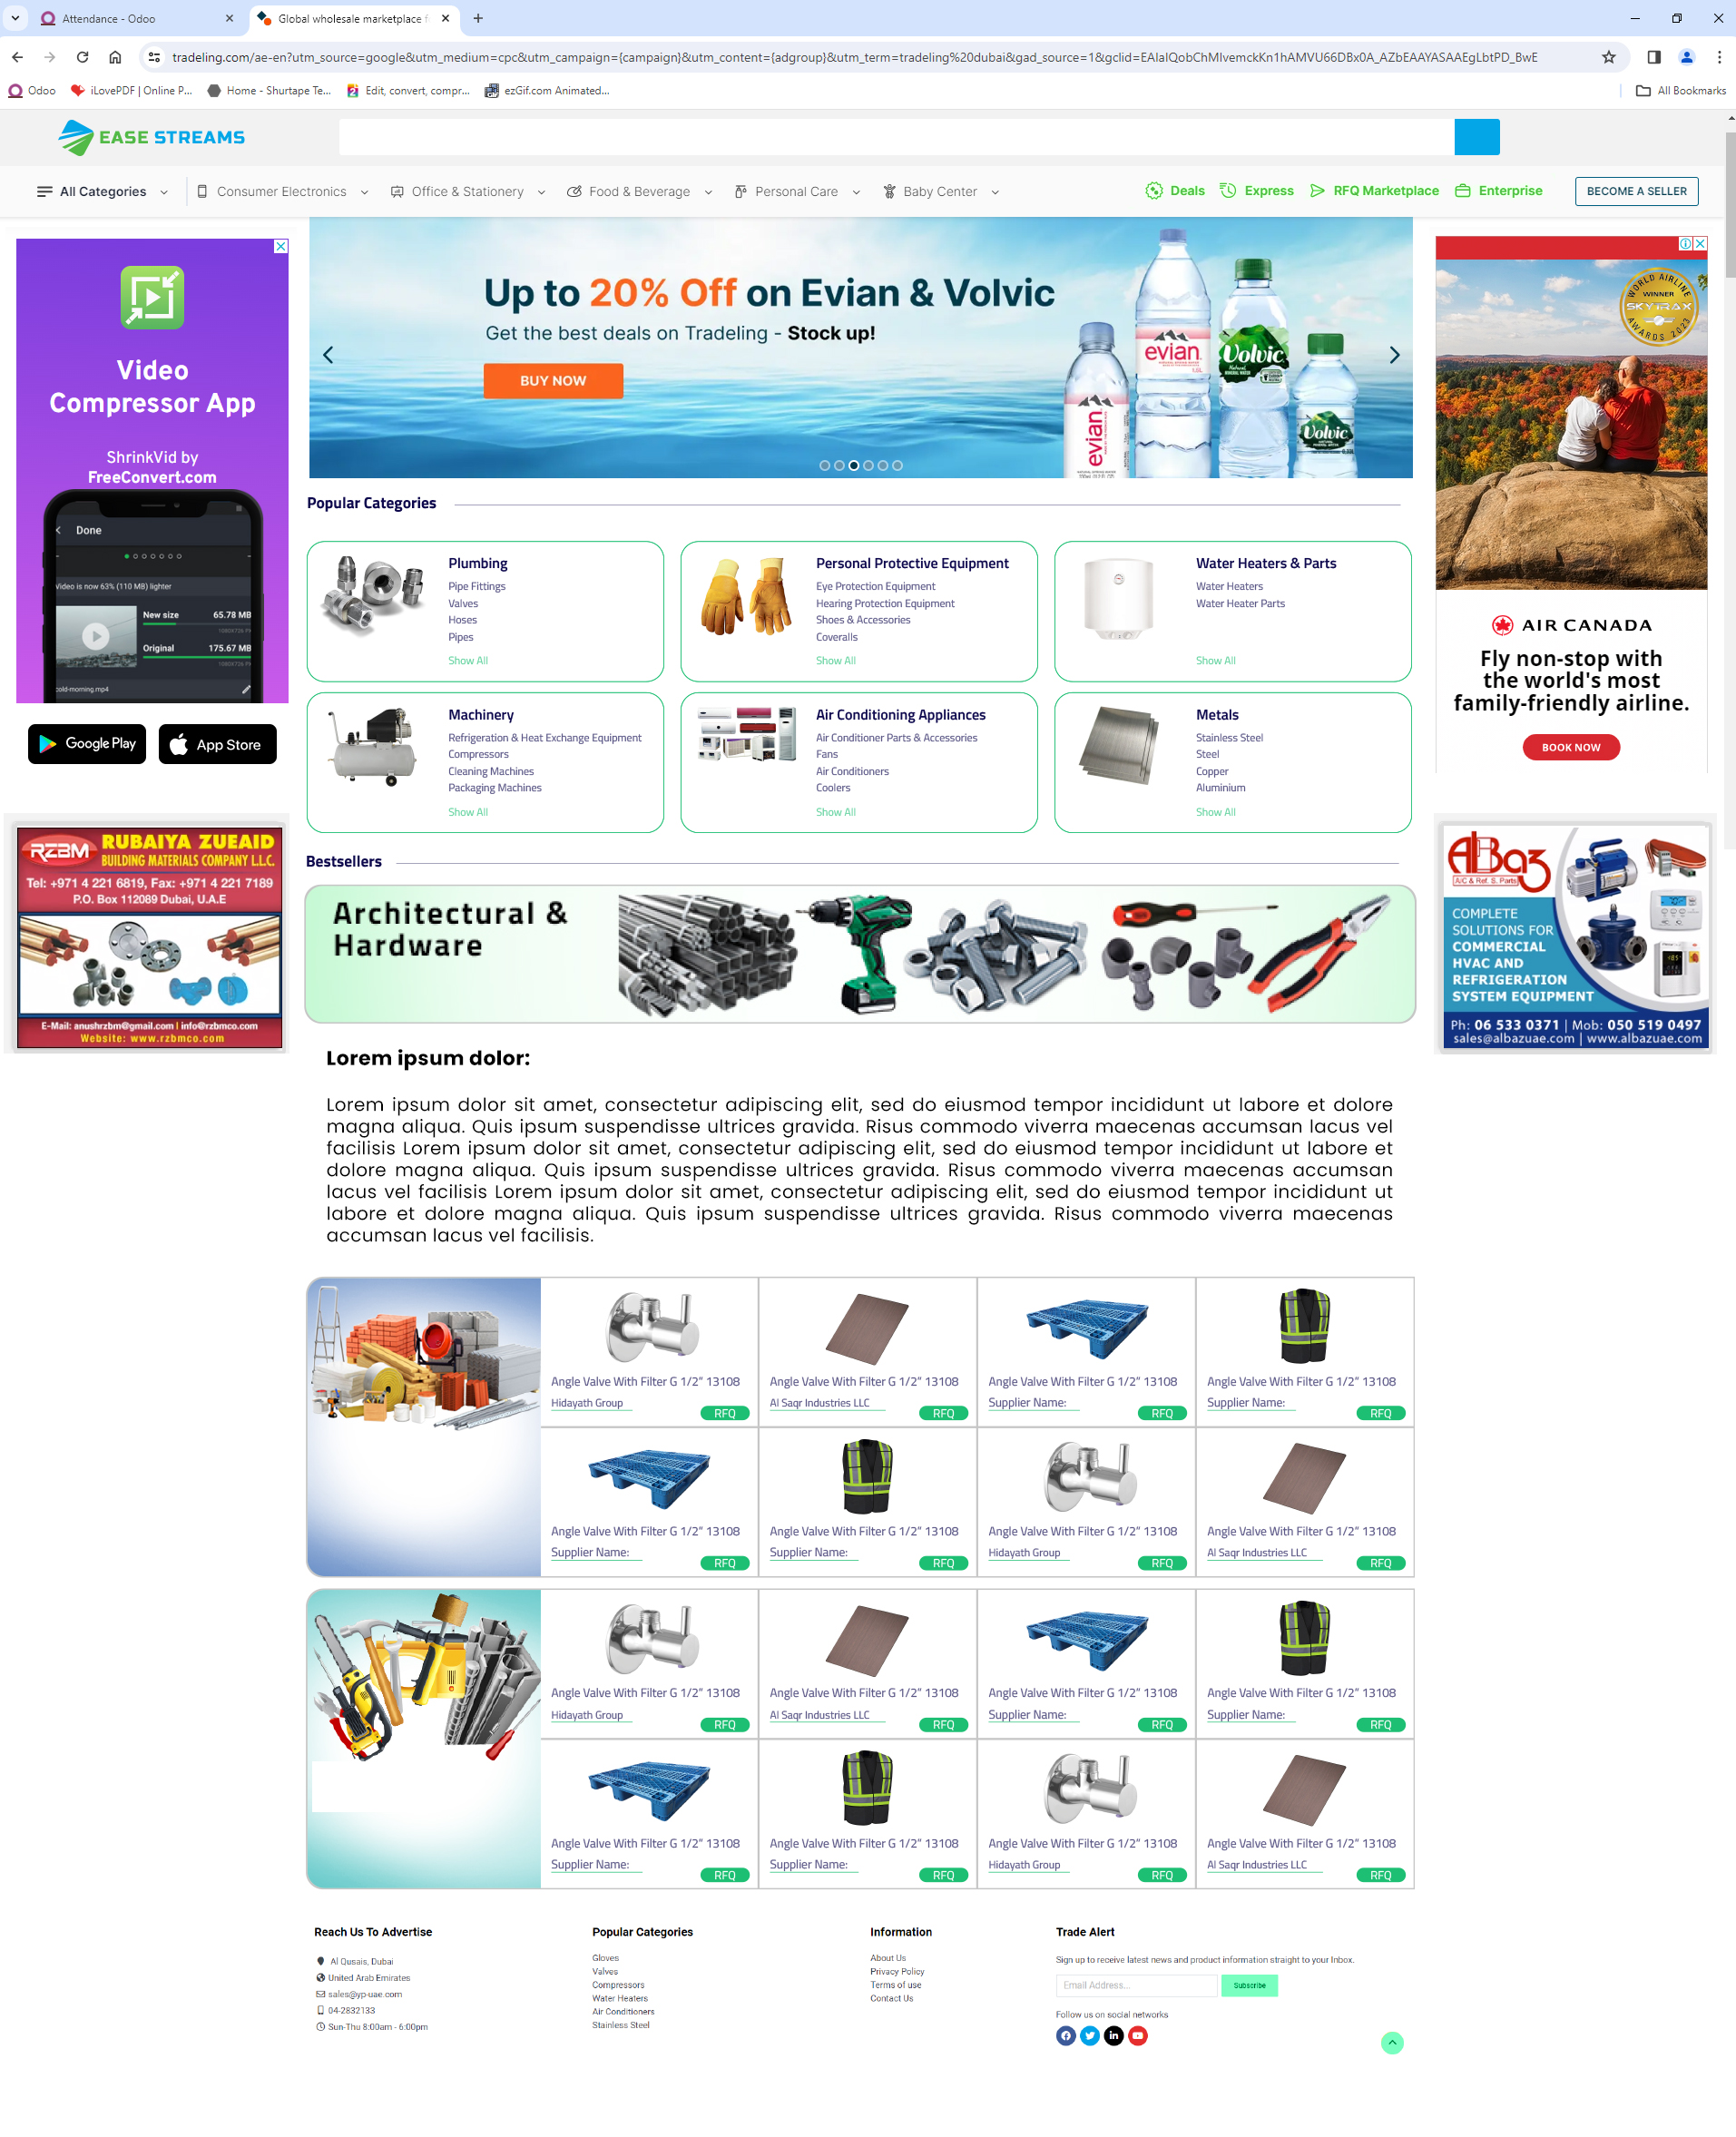 Attendance - Odoo
Global wholesale marketplace f
tradeling.com/ae-en?utm_source=google&utm_medium=cpc&utm_campaign={campaign}&utm_content={adgroup}&utm_term=tradeling%20dubai&gad_source=1&gclid=EAIaIQobChMIvemckKn1hAMVU66DBx0A_AZbEAAYASAAEgLbtPD_BwE
Odoo
iLovePDF | Online P...
Home - Shurtape Te...
Edit, convert, compr...
ezGif.com Animated...
All Bookmarks
EASE STREAMS
All Categories
Consumer Electronics
Office & Stationery
Food & Beverage
Personal Care
Baby Center
Deals
Express
RFQ Marketplace
Enterprise
BECOME A SELLER
Video
Compressor App
ShrinkVid by
FreeConvert.com
Done
Video is now 63% (110 MB) lighter
New size
65.78 MB
Original
175.67 MB
cold-morning.mp4
Google Play
App Store
Up to 20% Off on Evian & Volvic
Get the best deals on Tradeling - Stock up!
BUY NOW
evian
evian
Volvic
Volvic
WORLD AIRLINE
WINNER
SKYTRAX
AWARDS 2023
AIR CANADA
Fly non-stop with
the world's most
family-friendly airline.
BOOK NOW
Popular Categories
Plumbing
Pipe Fittings
Valves
Hoses
Pipes
Show All
Personal Protective Equipment
Eye Protection Equipment
Hearing Protection Equipment
Shoes & Accessories
Coveralls
Show All
Water Heaters & Parts
Water Heaters
Water Heater Parts
Show All
Machinery
Refrigeration & Heat Exchange Equipment
Compressors
Cleaning Machines
Packaging Machines
Show All
Air Conditioning Appliances
Air Conditioner Parts & Accessories
Fans
Air Conditioners
Coolers
Show All
Metals
Stainless Steel
Steel
Copper
Aluminium
Show All
RZBM
RUBAIYA ZUEAID
BUILDING MATERIALS COMPANY L.L.C.
Tel: +971 4 221 6819, Fax: +971 4 221 7189
P.O. Box 112089 Dubai, U.A.E
E-Mail: anushrzbm@gmail.com I info@rzbmco.com
Website: www.rzbmco.com
Bestsellers
Architectural &
Hardware
AlBaz
A/C & Ref. S. Parts
COMPLETE
SOLUTIONS FOR
COMMERCIAL
HVAC AND
REFRIGERATION
SYSTEM EQUIPMENT
Ph: 06 533 0371 | Mob: 050 519 0497
sales@albazuae.com | www.albazuae.com
Lorem ipsum dolor:
Lorem ipsum dolor sit amet, consectetur adipiscing elit, sed do eiusmod tempor incididunt ut labore et dolore
magna aliqua. Quis ipsum suspendisse ultrices gravida. Risus commodo viverra maecenas accumsan lacus vel
facilisis Lorem ipsum dolor sit amet, consectetur adipiscing elit, sed do eiusmod tempor incididunt ut labore et
dolore magna aliqua. Quis ipsum suspendisse ultrices gravida. Risus commodo viverra maecenas accumsan
lacus vel facilisis Lorem ipsum dolor sit amet, consectetur adipiscing elit, sed do eiusmod tempor incididunt ut
labore et dolore magna aliqua. Quis ipsum suspendisse ultrices gravida. Risus commodo viverra maecenas
accumsan lacus vel facilisis.
Angle Valve With Filter G 1/2” 13108
Hidayath Group
RFQ
Angle Valve With Filter G 1/2” 13108
Al Saqr Industries LLC
RFQ
Angle Valve With Filter G 1/2” 13108
Supplier Name:
RFQ
Angle Valve With Filter G 1/2” 13108
Supplier Name:
RFQ
Angle Valve With Filter G 1/2” 13108
Supplier Name:
RFQ
Angle Valve With Filter G 1/2” 13108
Supplier Name:
RFQ
Angle Valve With Filter G 1/2” 13108
Hidayath Group
RFQ
Angle Valve With Filter G 1/2” 13108
Al Saqr Industries LLC
RFQ
Angle Valve With Filter G 1/2” 13108
Hidayath Group
RFQ
Angle Valve With Filter G 1/2” 13108
Al Saqr Industries LLC
RFQ
Angle Valve With Filter G 1/2” 13108
Supplier Name:
RFQ
Angle Valve With Filter G 1/2” 13108
Supplier Name:
RFQ
Angle Valve With Filter G 1/2” 13108
Supplier Name:
RFQ
Angle Valve With Filter G 1/2” 13108
Supplier Name:
RFQ
Angle Valve With Filter G 1/2” 13108
Hidayath Group
RFQ
Angle Valve With Filter G 1/2” 13108
Al Saqr Industries LLC
RFQ
Reach Us To Advertise
Al Qusais, Dubai
United Arab Emirates
sales@yp-uae.com
04-2832133
Sun-Thu 8:00am - 6:00pm
Popular Categories
Gloves
Valves
Compressors
Water Heaters
Air Conditioners
Stainless Steel
Information
About Us
Privacy Policy
Terms of use
Contact Us
Trade Alert
Sign up to receive latest news and product information straight to your Inbox.
Email Address...
Subscribe
Follow us on social networks